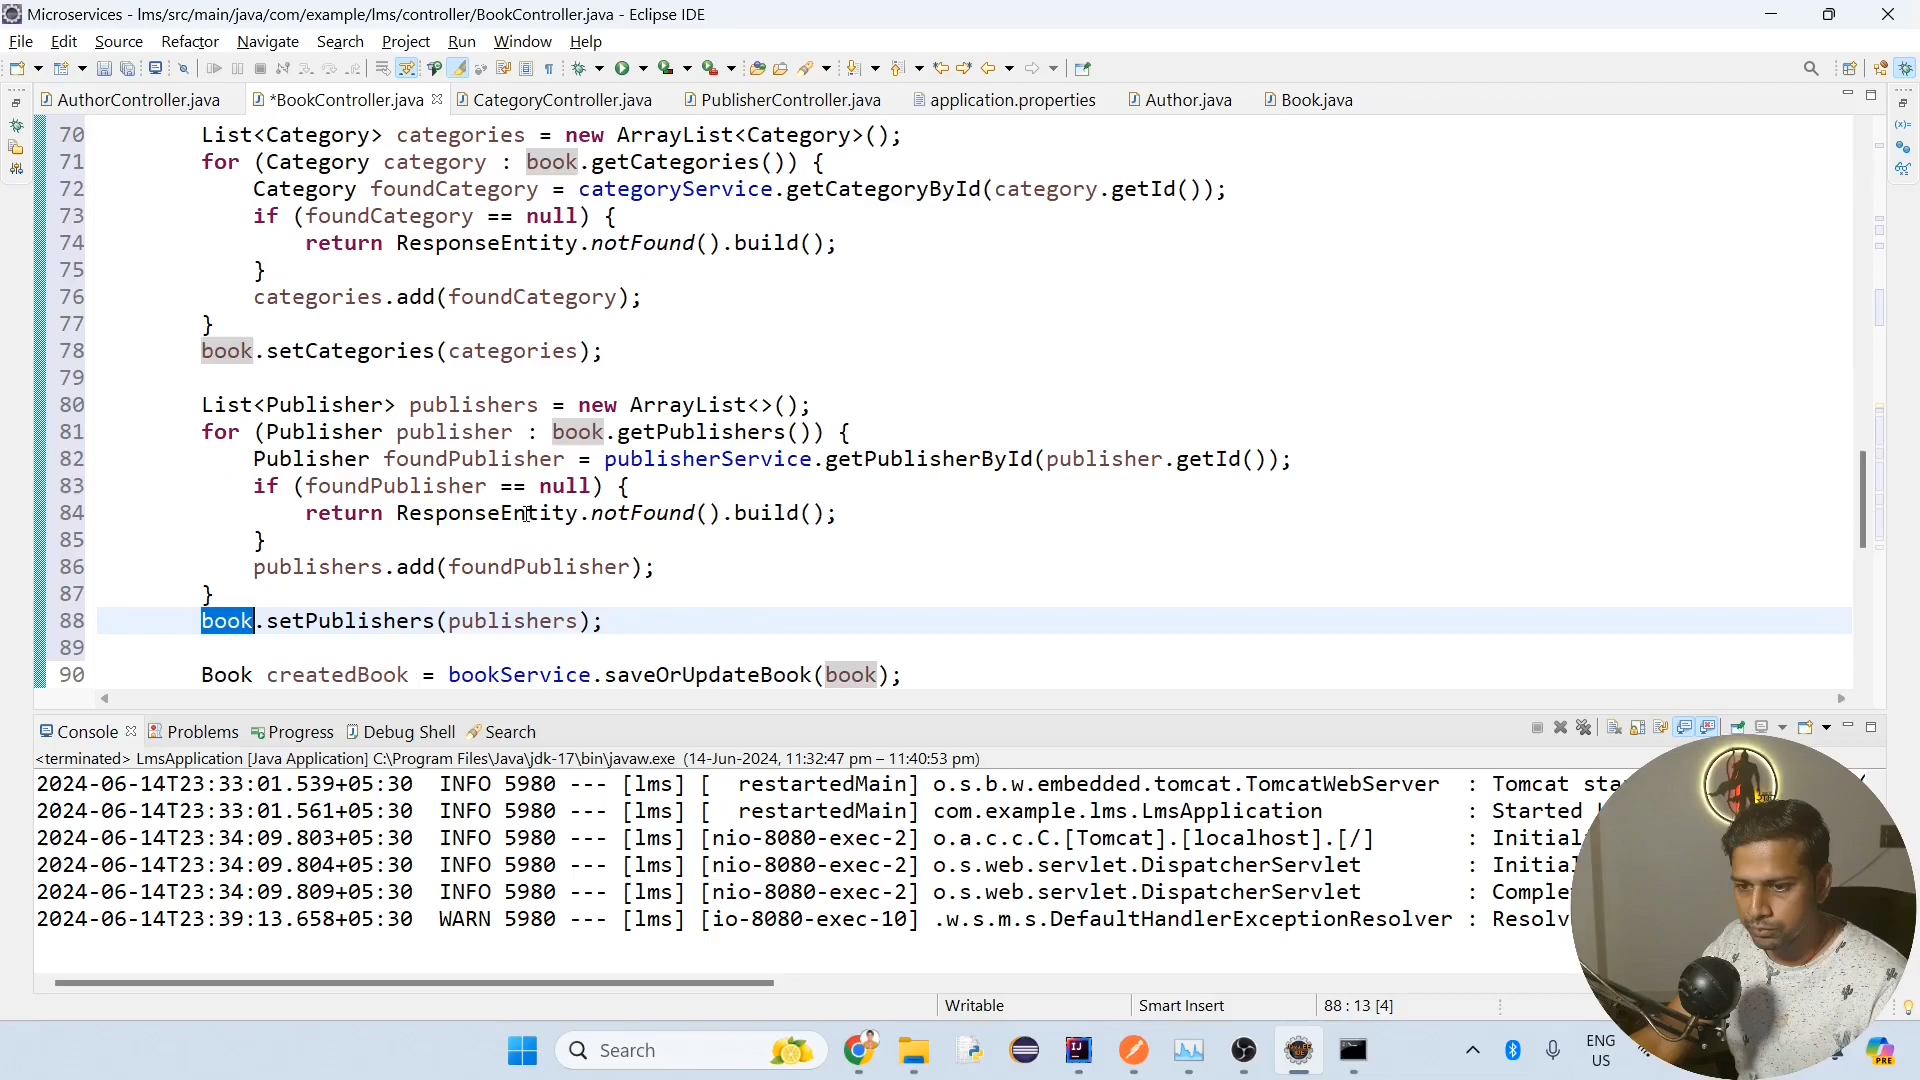 Microservices - lms/src/main/java/com/example/lms/controller/BookController.java - Eclipse IDE
File Edit Source Refactor Navigate Search Project Run Window Help
AuthorController.java *BookController.java CategoryController.java PublisherController.java application.properties Author.java Book.java
70 List<Category> categories = new ArrayList<Category>();
71 for (Category category : book.getCategories()) {
72 Category foundCategory = categoryService.getCategoryById(category.getId());
73 if (foundCategory == null) {
74 return ResponseEntity.notFound().build();
75 }
76 categories.add(foundCategory);
77 }
78 book.setCategories(categories);
79
80 List<Publisher> publishers = new ArrayList<>();
81 for (Publisher publisher : book.getPublishers()) {
82 Publisher foundPublisher = publisherService.getPublisherById(publisher.getId());
83 if (foundPublisher == null) {
84 return ResponseEntity.notFound().build();
85 }
86 publishers.add(foundPublisher);
87 }
88 book.setPublishers(publishers);
89
90 Book createdBook = bookService.saveOrUpdateBook(book);
Console Problems Progress Debug Shell Search
<terminated> LmsApplication [Java Application] C:\Program Files\Java\jdk-17\bin\javaw.exe (14-Jun-2024, 11:32:47 pm – 11:40:53 pm)
2024-06-14T23:33:01.539+05:30 INFO 5980 --- [lms] [ restartedMain] o.s.b.w.embedded.tomcat.TomcatWebServer : Tomcat sta
2024-06-14T23:33:01.561+05:30 INFO 5980 --- [lms] [ restartedMain] com.example.lms.LmsApplication : Started
2024-06-14T23:34:09.803+05:30 INFO 5980 --- [lms] [nio-8080-exec-2] o.a.c.c.C.[Tomcat].[localhost].[/] : Initial
2024-06-14T23:34:09.804+05:30 INFO 5980 --- [lms] [nio-8080-exec-2] o.s.web.servlet.DispatcherServlet : Initial
2024-06-14T23:34:09.809+05:30 INFO 5980 --- [lms] [nio-8080-exec-2] o.s.web.servlet.DispatcherServlet : Comple
2024-06-14T23:39:13.658+05:30 WARN 5980 --- [lms] [io-8080-exec-10] .w.s.m.s.DefaultHandlerExceptionResolver : Resolv
Writable Smart Insert 88 : 13 [4]
Search
ENG
US
PRE